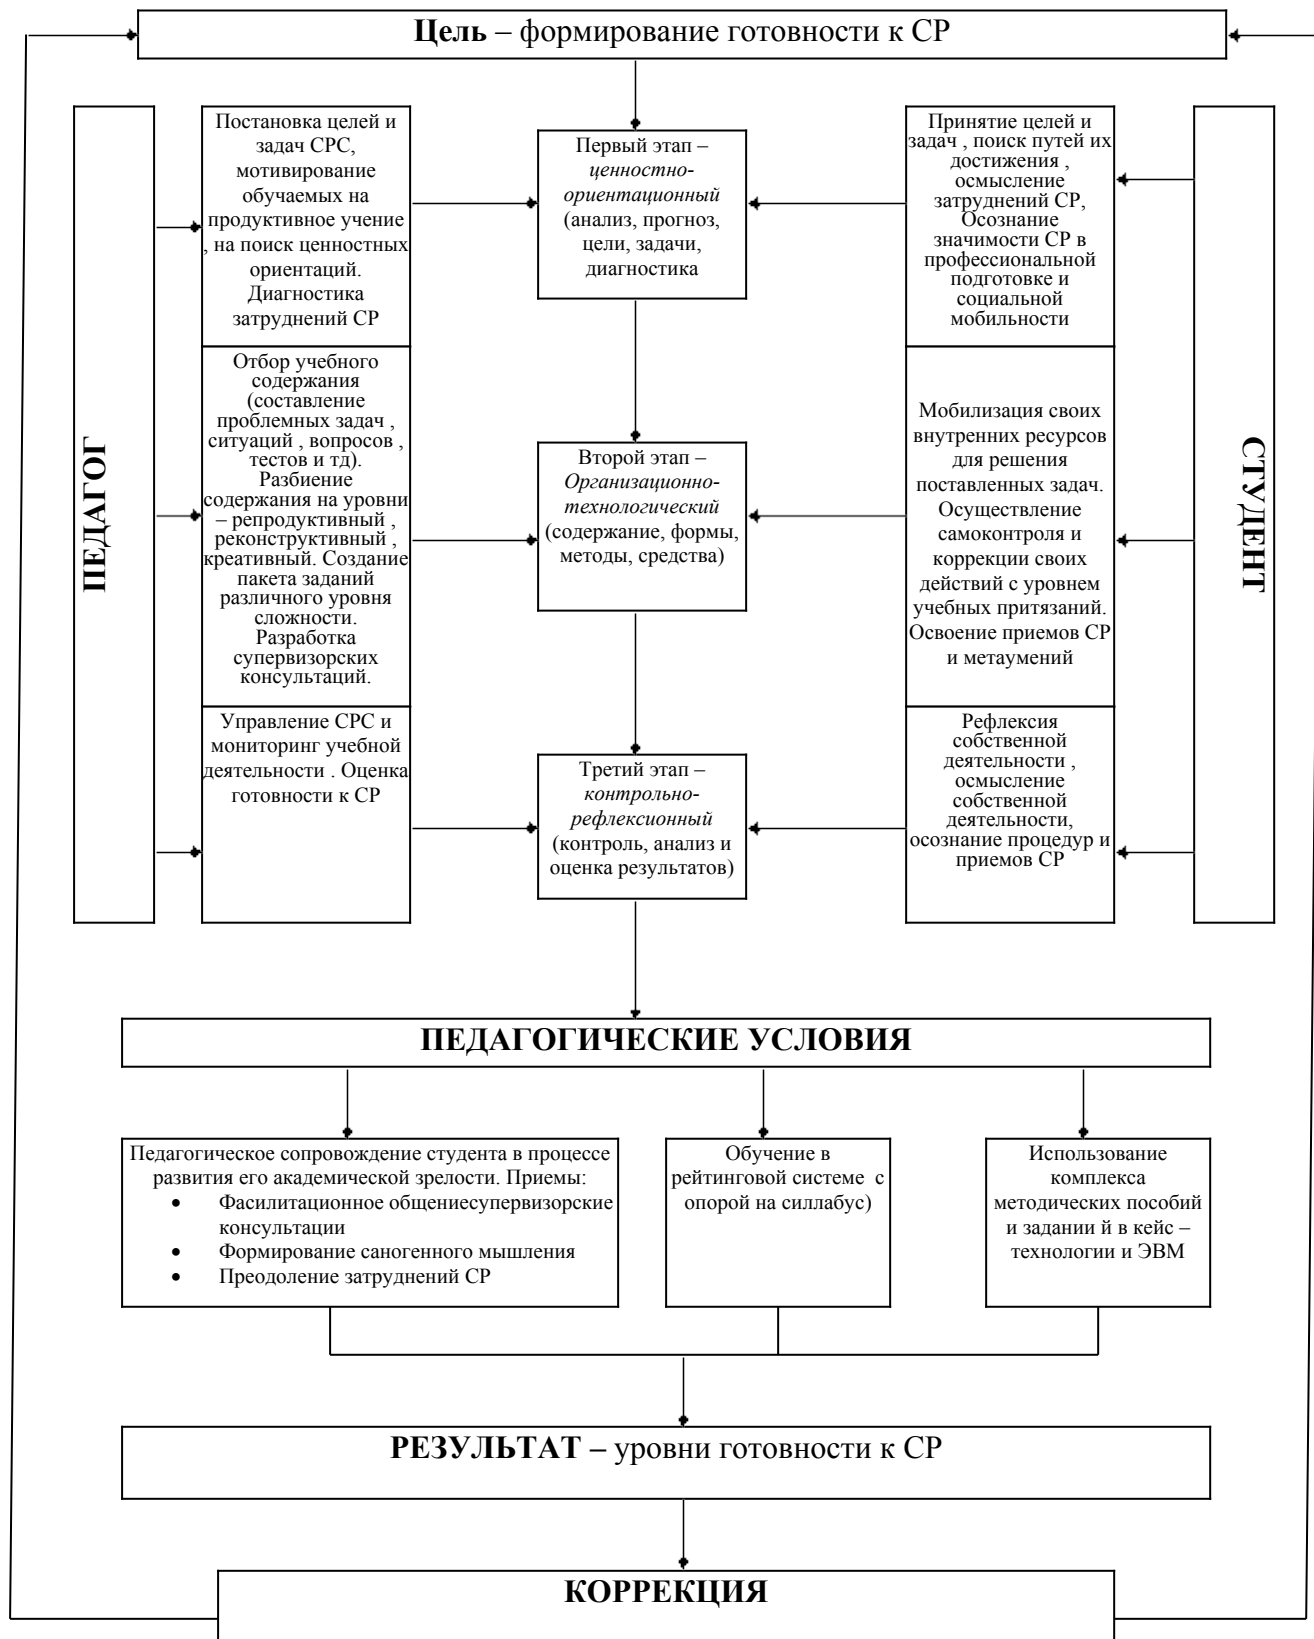 Цель – формирование готовности к СР
ПЕДАГОГ
Постановка целей и
задач СРС,
мотивирование
обучаемых на
продуктивное учение
, на поиск ценностных
ориентаций.
Диагностика
затруднений СР
Первый этап –
ценностно-
ориентационный
(анализ, прогноз,
цели, задачи,
диагностика
Принятие целей и
задач , поиск путей их
достижения ,
осмысление
затруднений СР,
Осознание
значимости СР в
профессиональной
подготовке и
социальной
мобильности
СТУДЕНТ
Отбор учебного
содержания
(составление
проблемных задач ,
ситуаций , вопросов ,
тестов и тд).
Разбиение
содержания на уровни
– репродуктивный ,
реконструктивный ,
креативный. Создание
пакета заданий
различного уровня
сложности.
Разработка
супервизорских
консультаций.
Второй этап –
Организационно-
технологический
(содержание, формы,
методы, средства)
Мобилизация своих
внутренних ресурсов
для решения
поставленных задач.
Осуществление
самоконтроля и
коррекции своих
действий с уровнем
учебных притязаний.
Освоение приемов СР
и метаумений
Управление СРС и
мониторинг учебной
деятельности . Оценка
готовности к СР
Третий этап –
контрольно-
рефлексионный
(контроль, анализ и
оценка результатов)
Рефлексия
собственной
деятельности ,
осмысление
собственной
деятельности,
осознание процедур и
приемов СР
ПЕДАГОГИЧЕСКИЕ УСЛОВИЯ
Педагогическое сопровождение студента в процессе
развития его академической зрелости. Приемы:
• Фасилитационное общениесупервизорские
консультации
• Формирование саногенного мышления
• Преодоление затруднений СР
Обучение в
рейтинговой системе с
опорой на силлабус)
Использование
комплекса
методических пособий
и задании й в кейс –
технологии и ЭВМ
РЕЗУЛЬТАТ – уровни готовности к СР
КОРРЕКЦИЯ